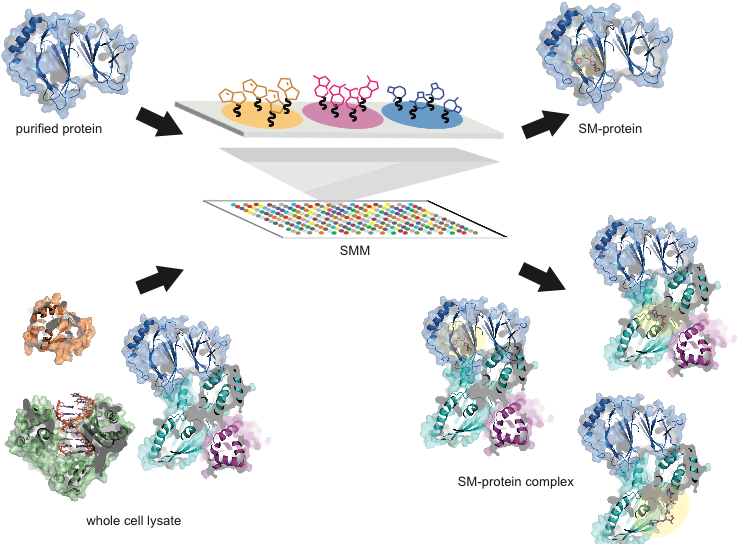 purified protein
SM-protein
SMM
SM-protein complex
whole cell lysate